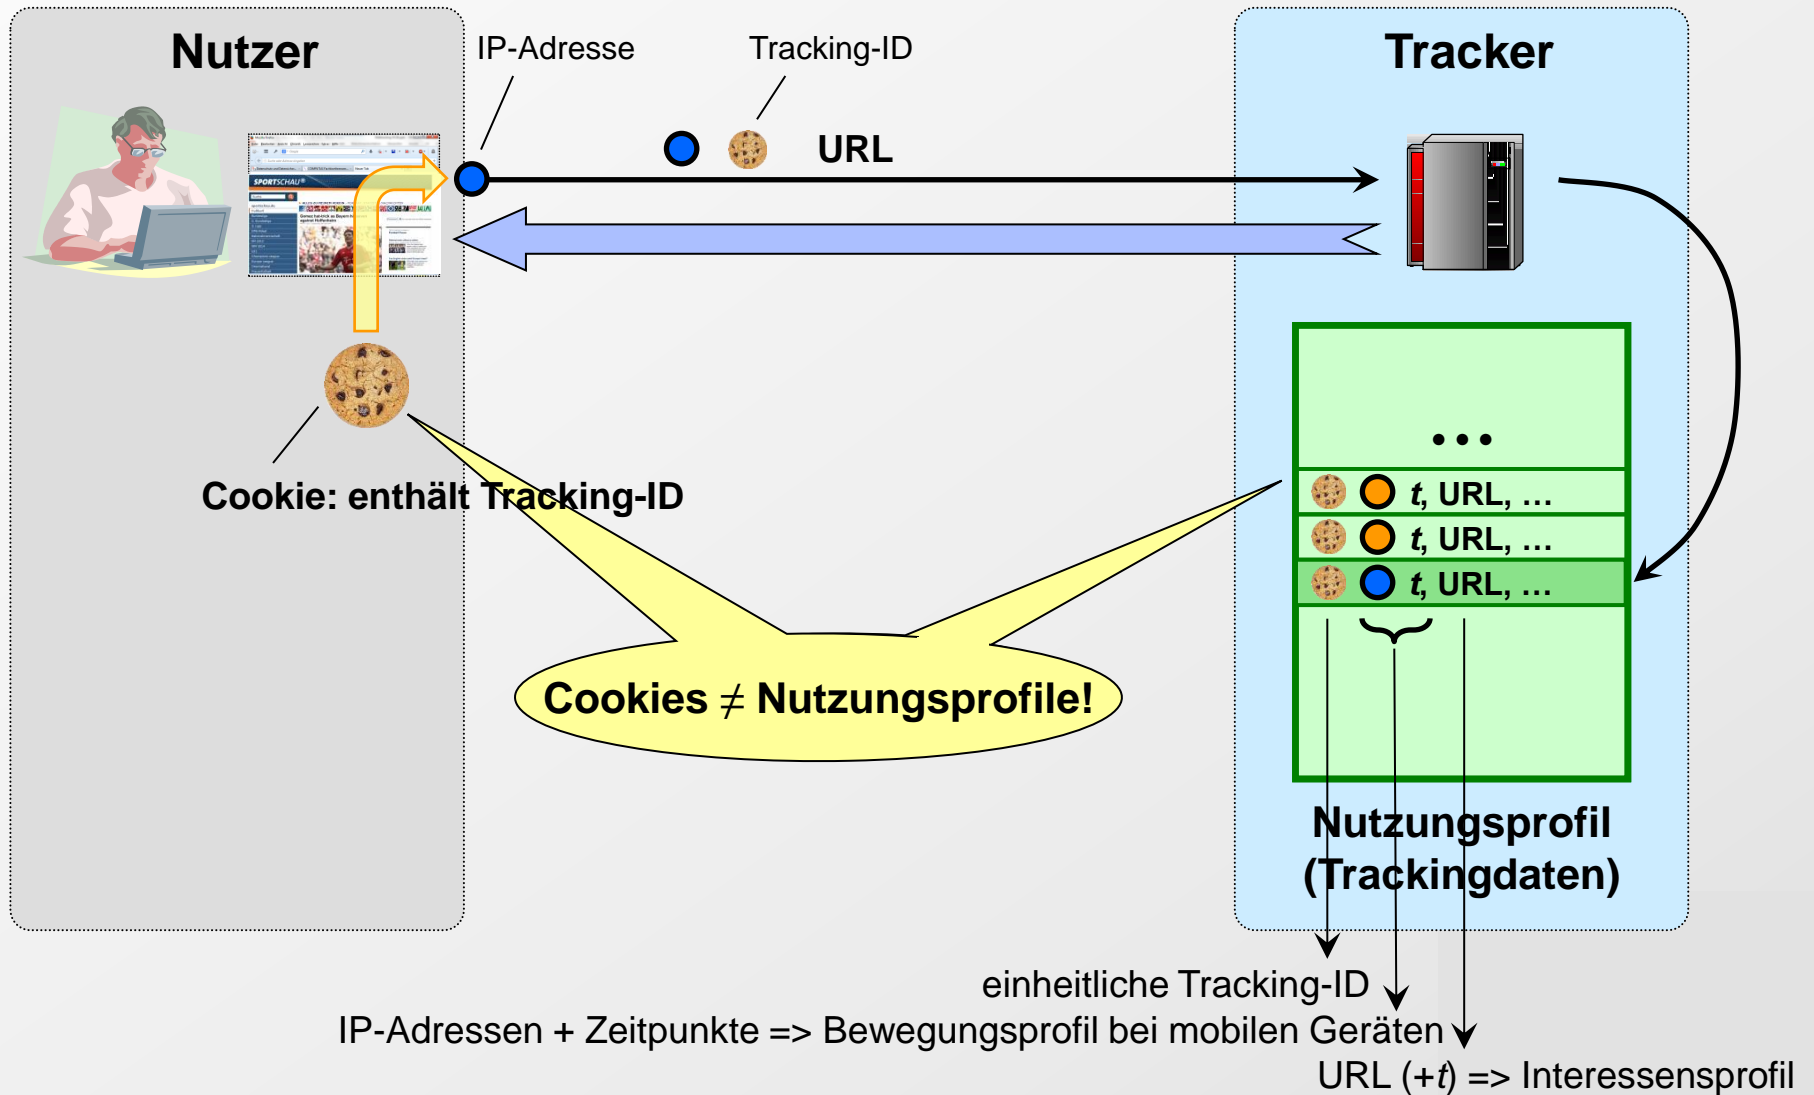 Nutzer
IP-Adresse
Tracking-ID
Tracker
URL
SPORTSCHAU
Cookie: enthält Tracking-ID
...
t, URL, …
t, URL, …
t, URL, …
Cookies ≠ Nutzungsprofile!
Nutzungsprofil
(Trackingdaten)
einheitliche Tracking-ID
IP-Adressen + Zeitpunkte => Bewegungsprofil bei mobilen Geräten
URL (+t) => Interessensprofil